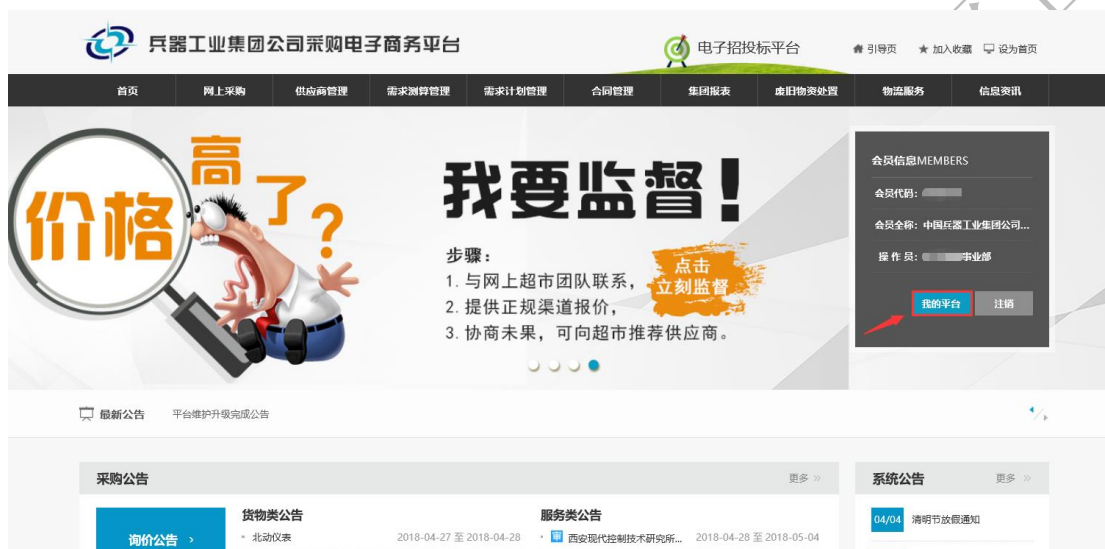 兵器工业集团公司采购电子商务平台
电子招投标平台
引导页 加入收藏 设为首页
首页 网上采购 供应商管理 需求测算管理 需求计划管理 合同管理 集团报表 废旧物资处置 物流服务 信息资讯
价格高了？
我要监督！
步骤：
1. 与网上超市团队联系，
2. 提供正规渠道报价，
3. 协商未果，可向超市推荐供应商。
点击
立刻监督
会员信息MEMBERS
会员代码：
会员全称：中国兵器工业集团公司...
操 作 员： 事业部
我的平台 注销
最新公告 平台维护升级完成公告
采购公告 更多 »
系统公告 更多 »
询价公告 ›
货物类公告
· 北动仪表 2018-04-27 至 2018-04-28
服务类公告
· 西安现代控制技术研究所... 2018-04-28 至 2018-05-04
04/04 清明节放假通知